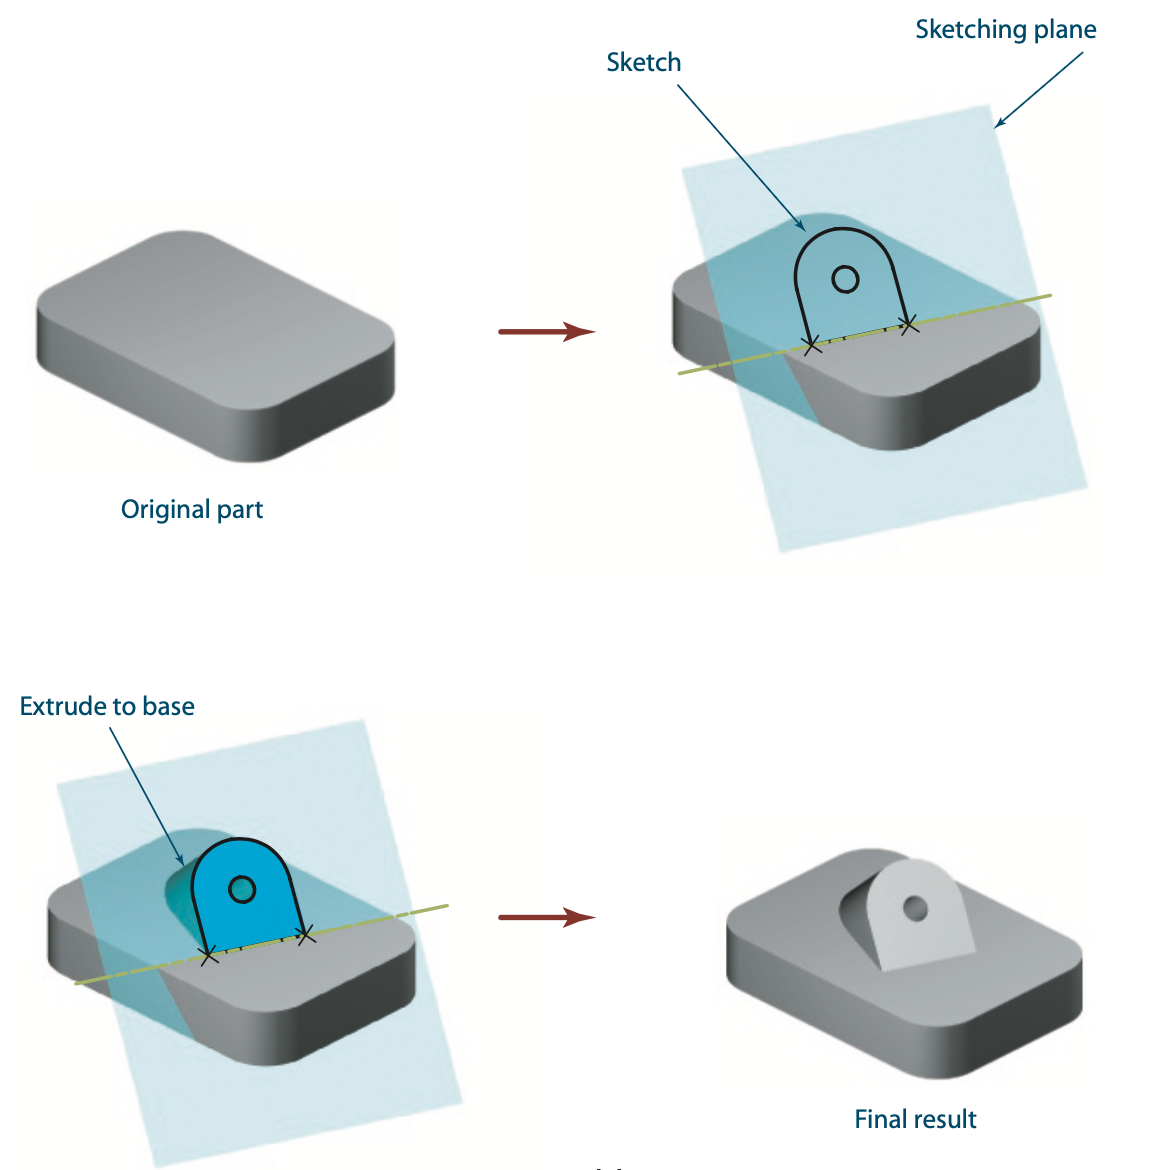 Sketching plane
Sketch
Original part
Extrude to base
Final result